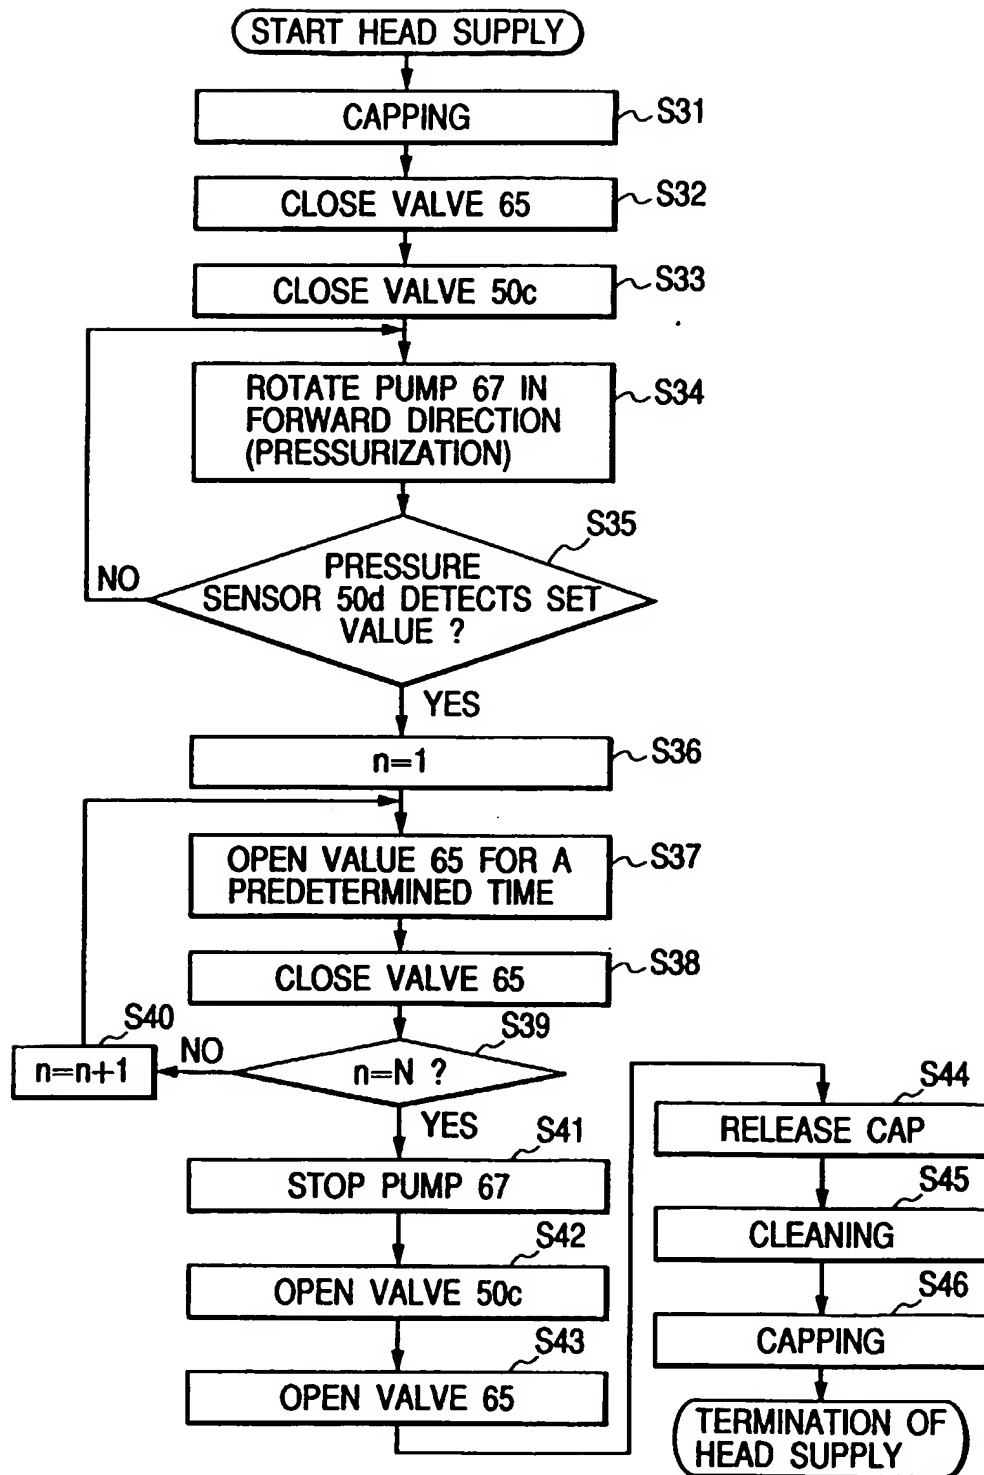 START HEAD SUPPLY
CAPPING
S31
CLOSE VALVE 65
S32
CLOSE VALVE 50c
S33
ROTATE PUMP 67 IN
FORWARD DIRECTION
(PRESSURIZATION)
S34
S35
PRESSURE
SENSOR 50d DETECTS SET
VALUE ?
NO
YES
n=1
S36
OPEN VALUE 65 FOR A
PREDETERMINED TIME
S37
CLOSE VALVE 65
S38
S39
n=N ?
NO
S40
n=n+1
YES
S41
STOP PUMP 67
S42
OPEN VALVE 50c
S43
OPEN VALVE 65
S44
RELEASE CAP
S45
CLEANING
S46
CAPPING
TERMINATION OF
HEAD SUPPLY